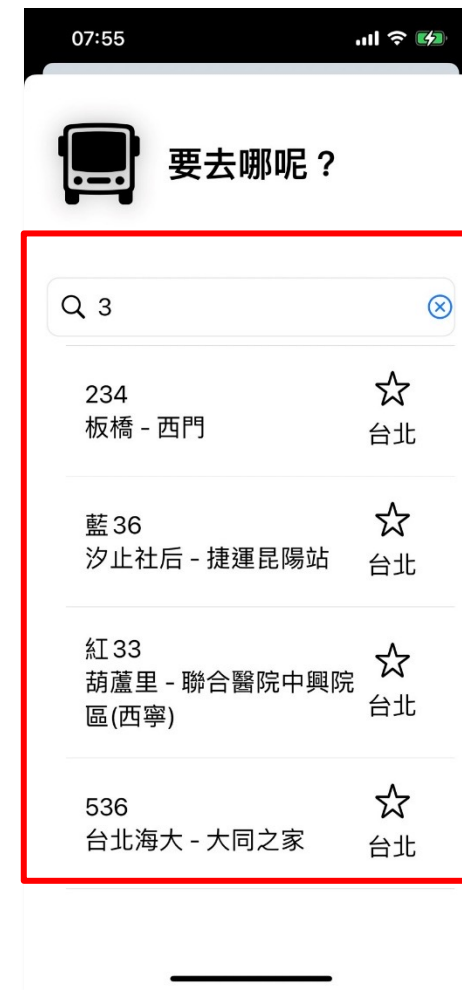 07:55
要去哪呢?
3
234
板橋 - 西門
台北
藍36
汐止社后 - 捷運昆陽站
台北
紅33
葫蘆里 - 聯合醫院中興院
區(西寧)
台北
536
台北海大 - 大同之家
台北